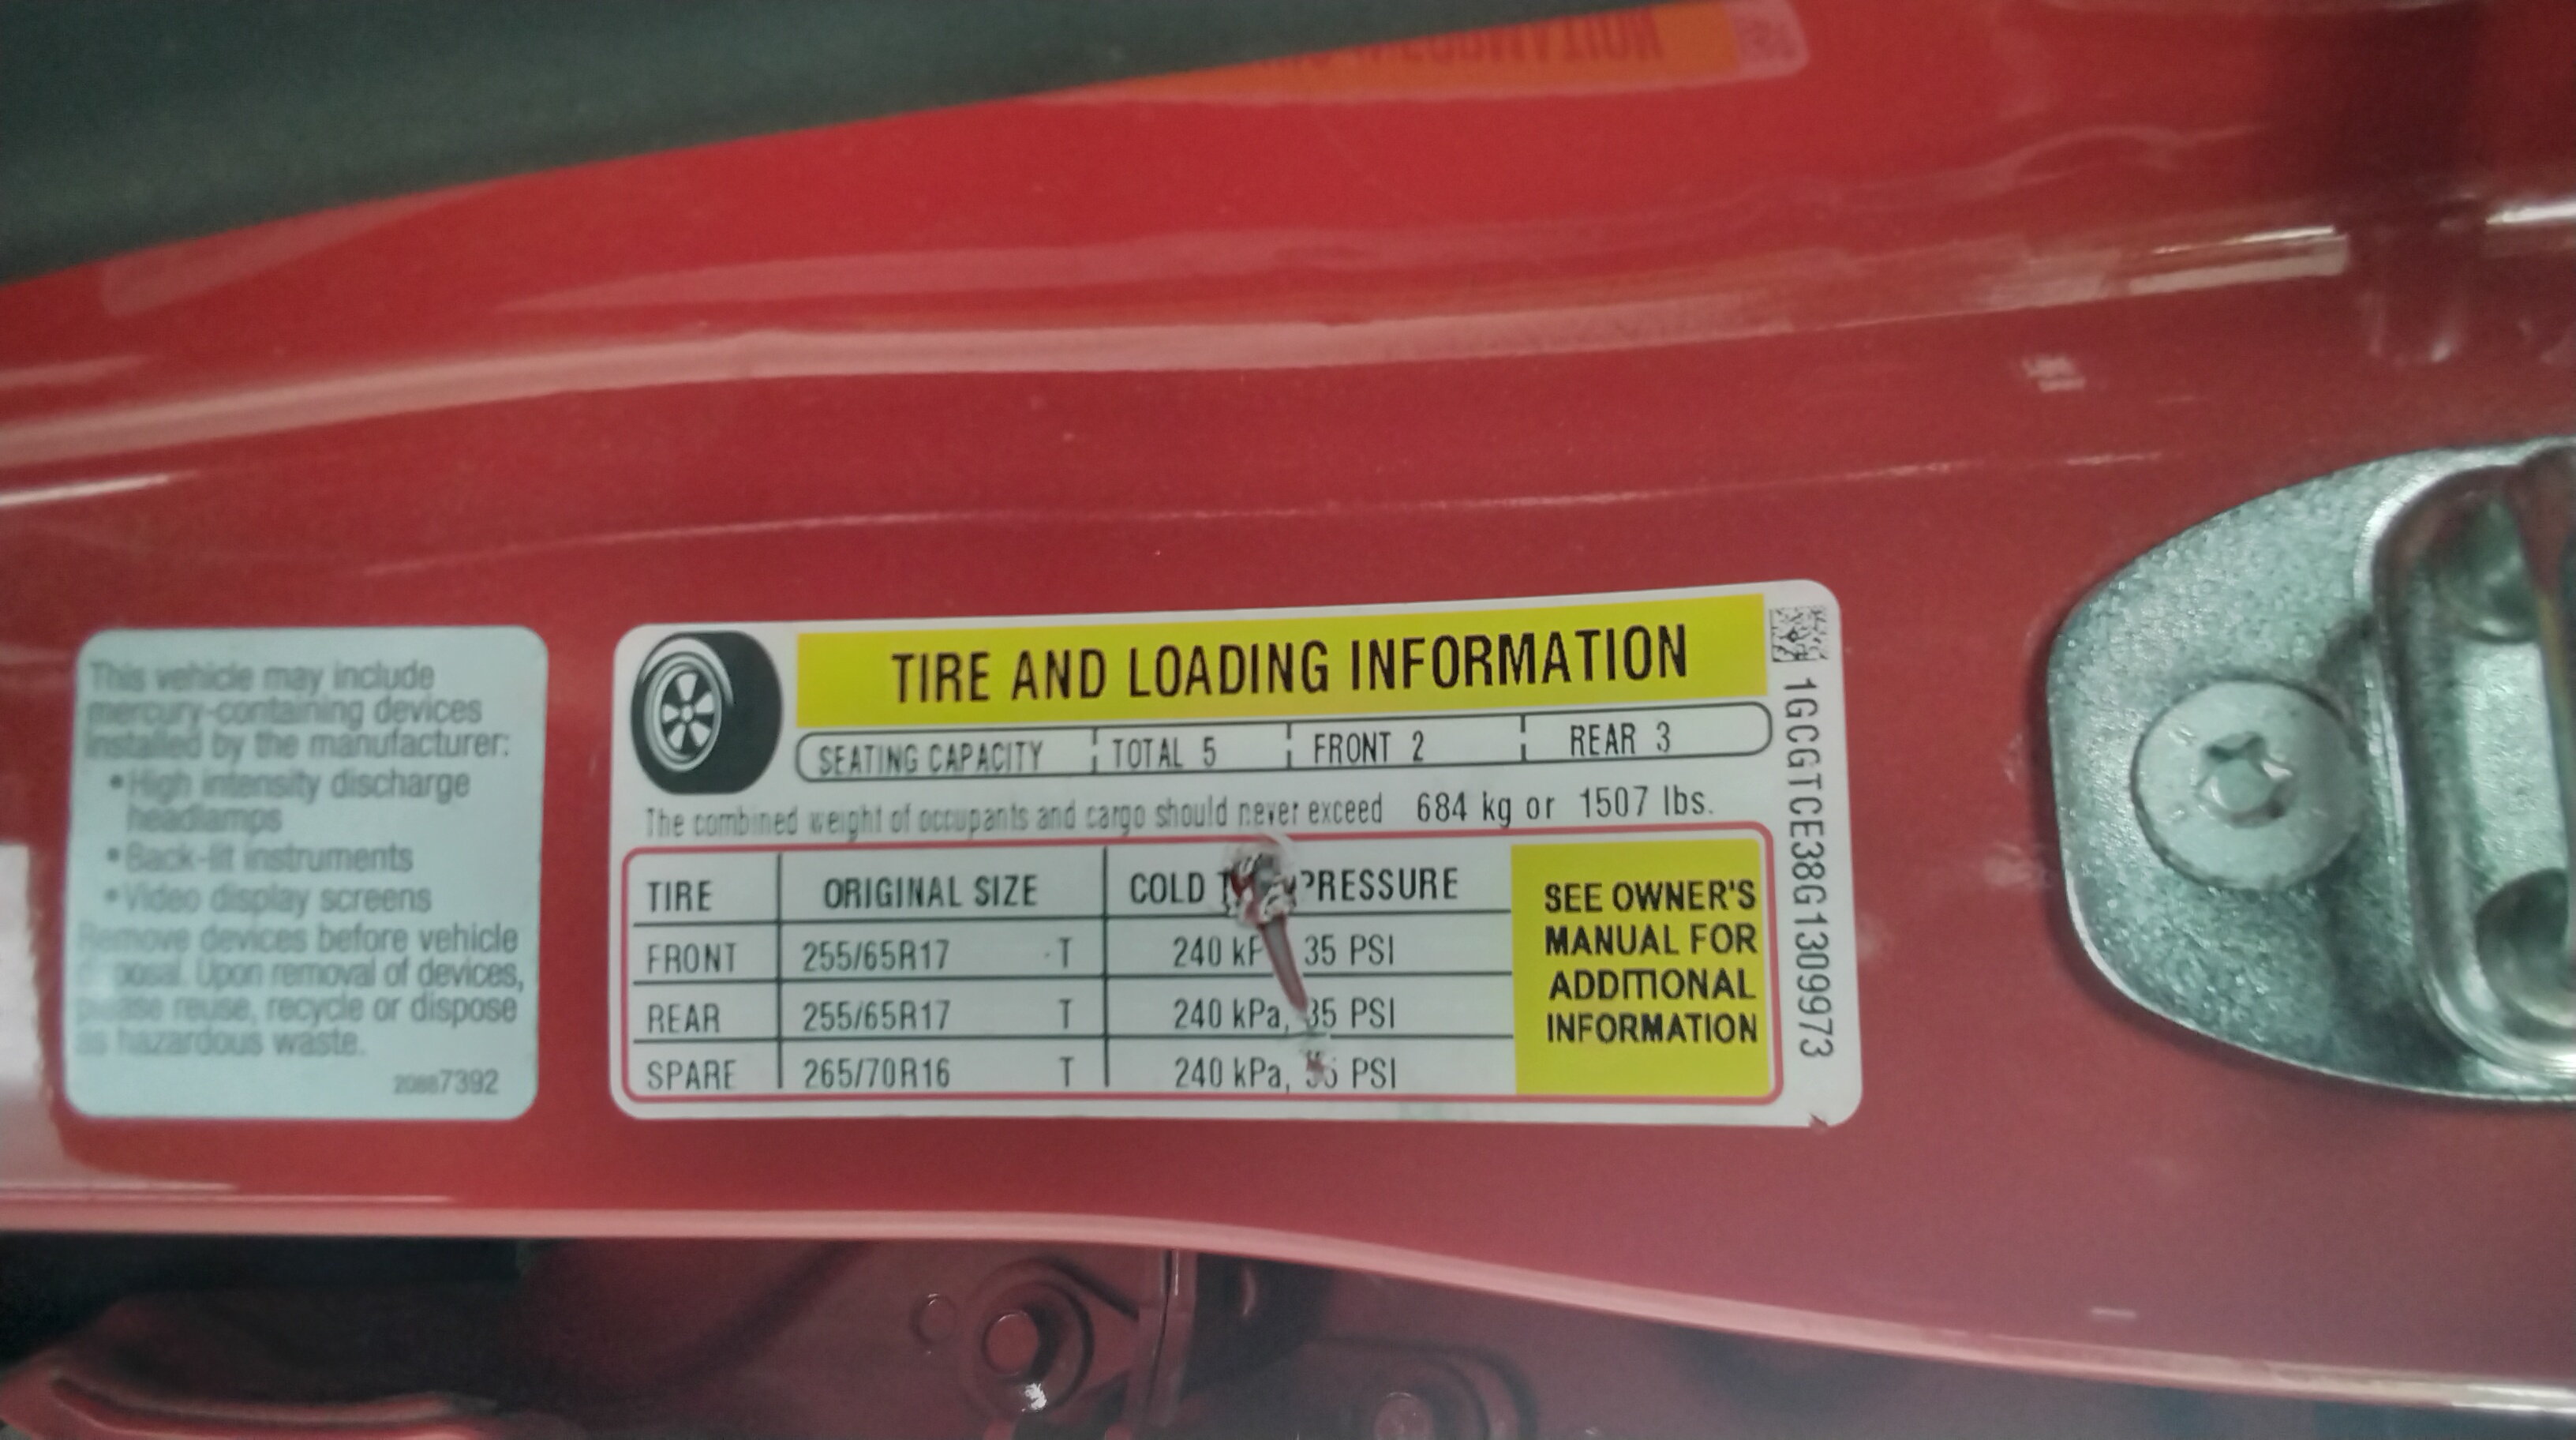 This vehicle may include
mercury-containing devices
installed by the manufacturer:
•High intensity discharge
headlamps
•Back-lit instruments
•Video display screens
Remove devices before vehicle
disposal. Upon removal of devices,
please reuse, recycle or dispose
as hazardous waste.
TIRE AND LOADING INFORMATION
SEATING CAPACITY TOTAL 5 FRONT 2 REAR 3
The combined weight of occupants and cargo should never exceed 684 kg or 1507 lbs.
TIRE ORIGINAL SIZE COLD PRESSURE
FRONT 255/65R17 T 240 35 PSI
REAR 255/65R17 T 240 kPa, 35 PSI
SPARE 265/70R16 T 240 kPa, PSI
SEE OWNER'S
MANUAL FOR
ADDITIONAL
INFORMATION
1GCGTCE38G1309973